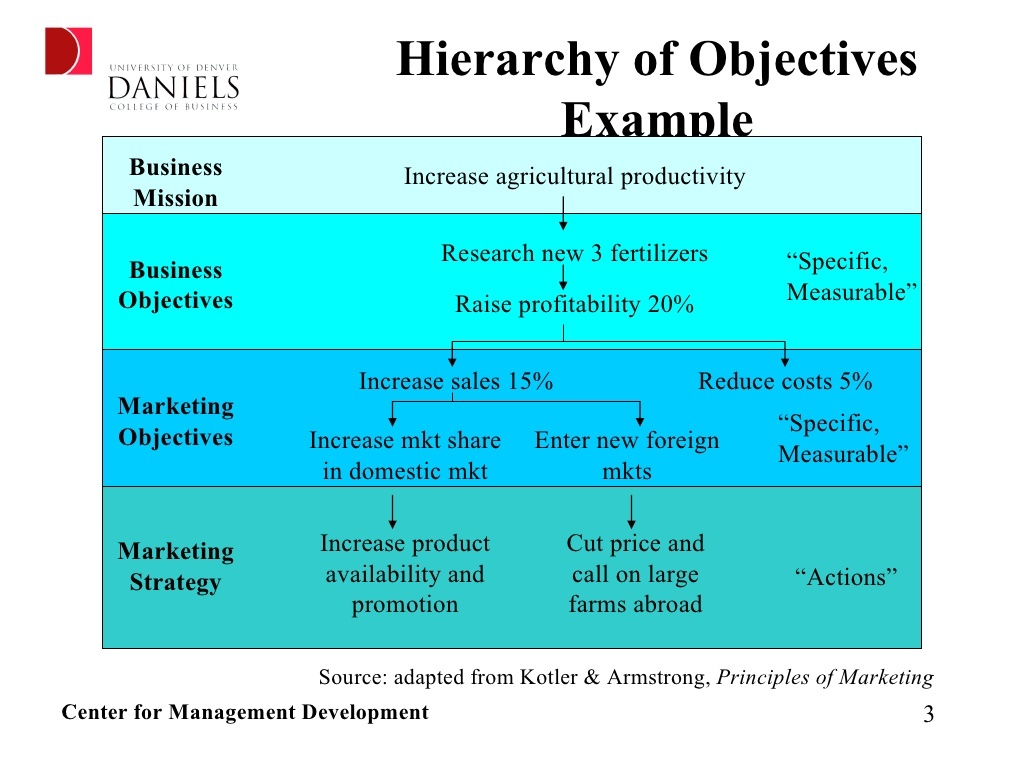 UNIVERSITY OF DENVER
DANIELS
COLLEGE OF BUSINESS
Hierarchy of Objectives
Example
Business
Mission
Increase agricultural productivity
Business
Objectives
Research new 3 fertilizers
Raise profitability 20%
“Specific,
Measurable”
Marketing
Objectives
Increase sales 15%
Reduce costs 5%
Increase mkt share
in domestic mkt
Enter new foreign
mkts
“Specific,
Measurable”
Marketing
Strategy
Increase product
availability and
promotion
Cut price and
call on large
farms abroad
“Actions”
Source: adapted from Kotler & Armstrong, Principles of Marketing
Center for Management Development
3